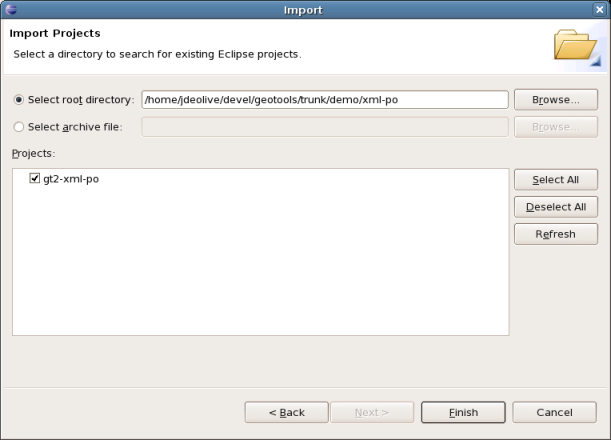 Import
Import Projects
Select a directory to search for existing Eclipse projects.
Select root directory: /home/jdeolive/devel/geotools/trunk/demo/xml-po Browse...
Select archive file: Browse...
Projects:
gt2-xml-po
Select All
Deselect All
Refresh
< Back Next > Finish Cancel